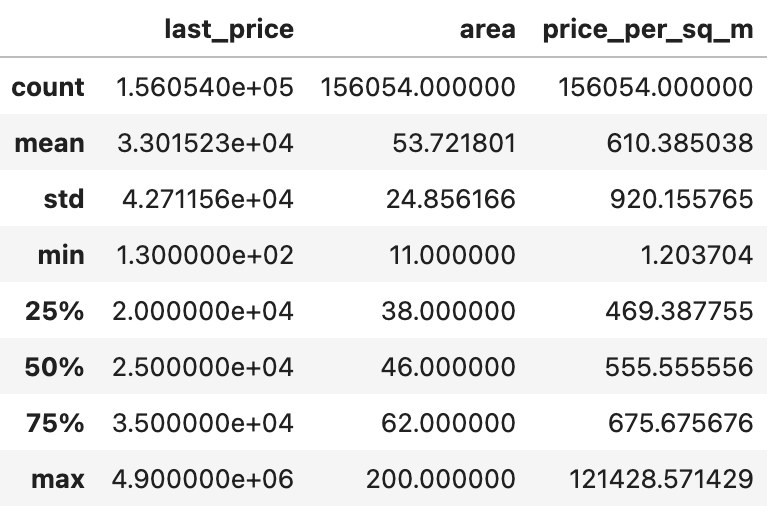 last_price area price_per_sq_m
count 1.560540e+05 156054.000000 156054.000000
mean 3.301523e+04 53.721801 610.385038
std 4.271156e+04 24.856166 920.155765
min 1.300000e+02 11.000000 1.203704
25% 2.000000e+04 38.000000 469.387755
50% 2.500000e+04 46.000000 555.555556
75% 3.500000e+04 62.000000 675.675676
max 4.900000e+06 200.000000 121428.571429